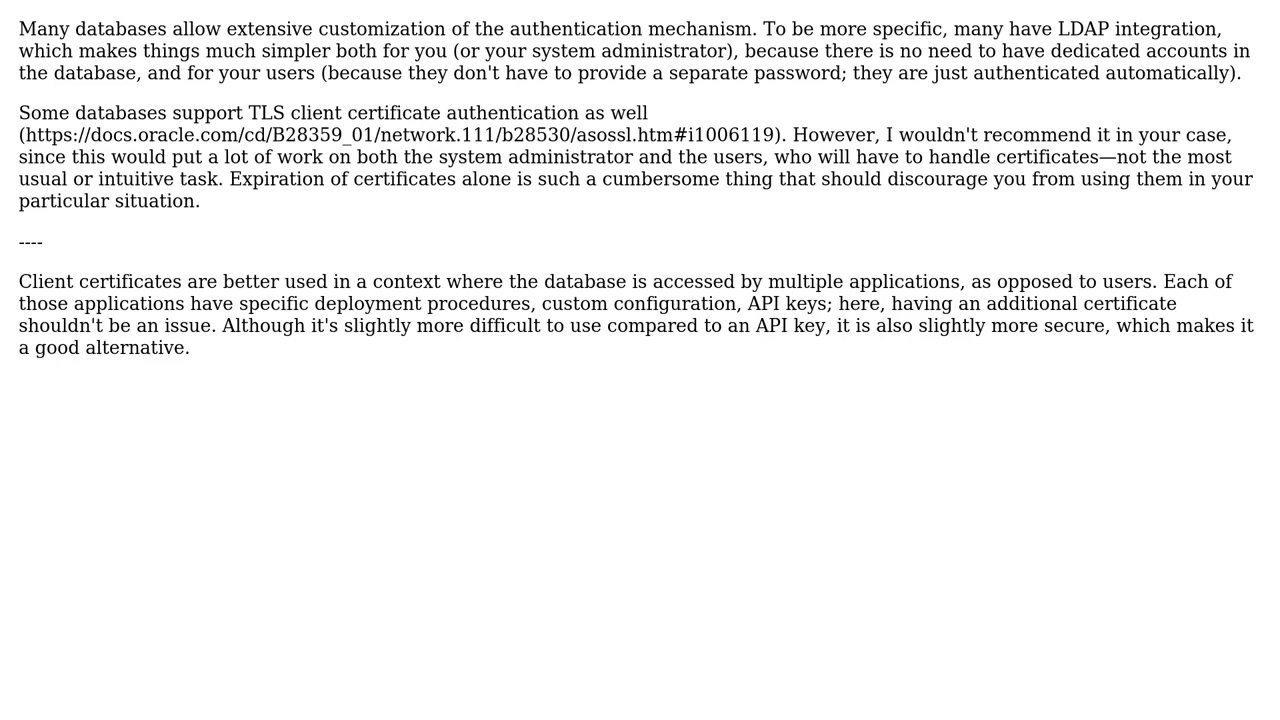 Many databases allow extensive customization of the authentication mechanism. To be more specific, many have LDAP integration,
which makes things much simpler both for you (or your system administrator), because there is no need to have dedicated accounts in
the database, and for your users (because they don't have to provide a separate password; they are just authenticated automatically).
Some databases support TLS client certificate authentication as well
(https://docs.oracle.com/cd/B28359_01/network.111/b28530/asossl.htm#i1006119). However, I wouldn't recommend it in your case,
since this would put a lot of work on both the system administrator and the users, who will have to handle certificates—not the most
usual or intuitive task. Expiration of certificates alone is such a cumbersome thing that should discourage you from using them in your
particular situation.
----
Client certificates are better used in a context where the database is accessed by multiple applications, as opposed to users. Each of
those applications have specific deployment procedures, custom configuration, API keys; here, having an additional certificate
shouldn't be an issue. Although it's slightly more difficult to use compared to an API key, it is also slightly more secure, which makes it
a good alternative.